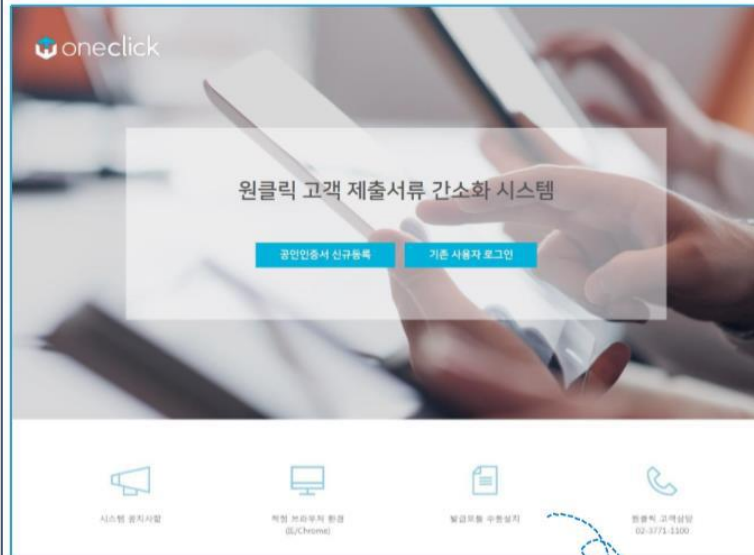 oneclick
원클릭 고객 제출서류 간소화 시스템
공인인증서 신규등록
기존 사용자 로그인
시스템 공지사항
적정 브라우저 환경
(IE/Chrome)
발급모듈 수동설치
원클릭 고객상담
02-3771-1100